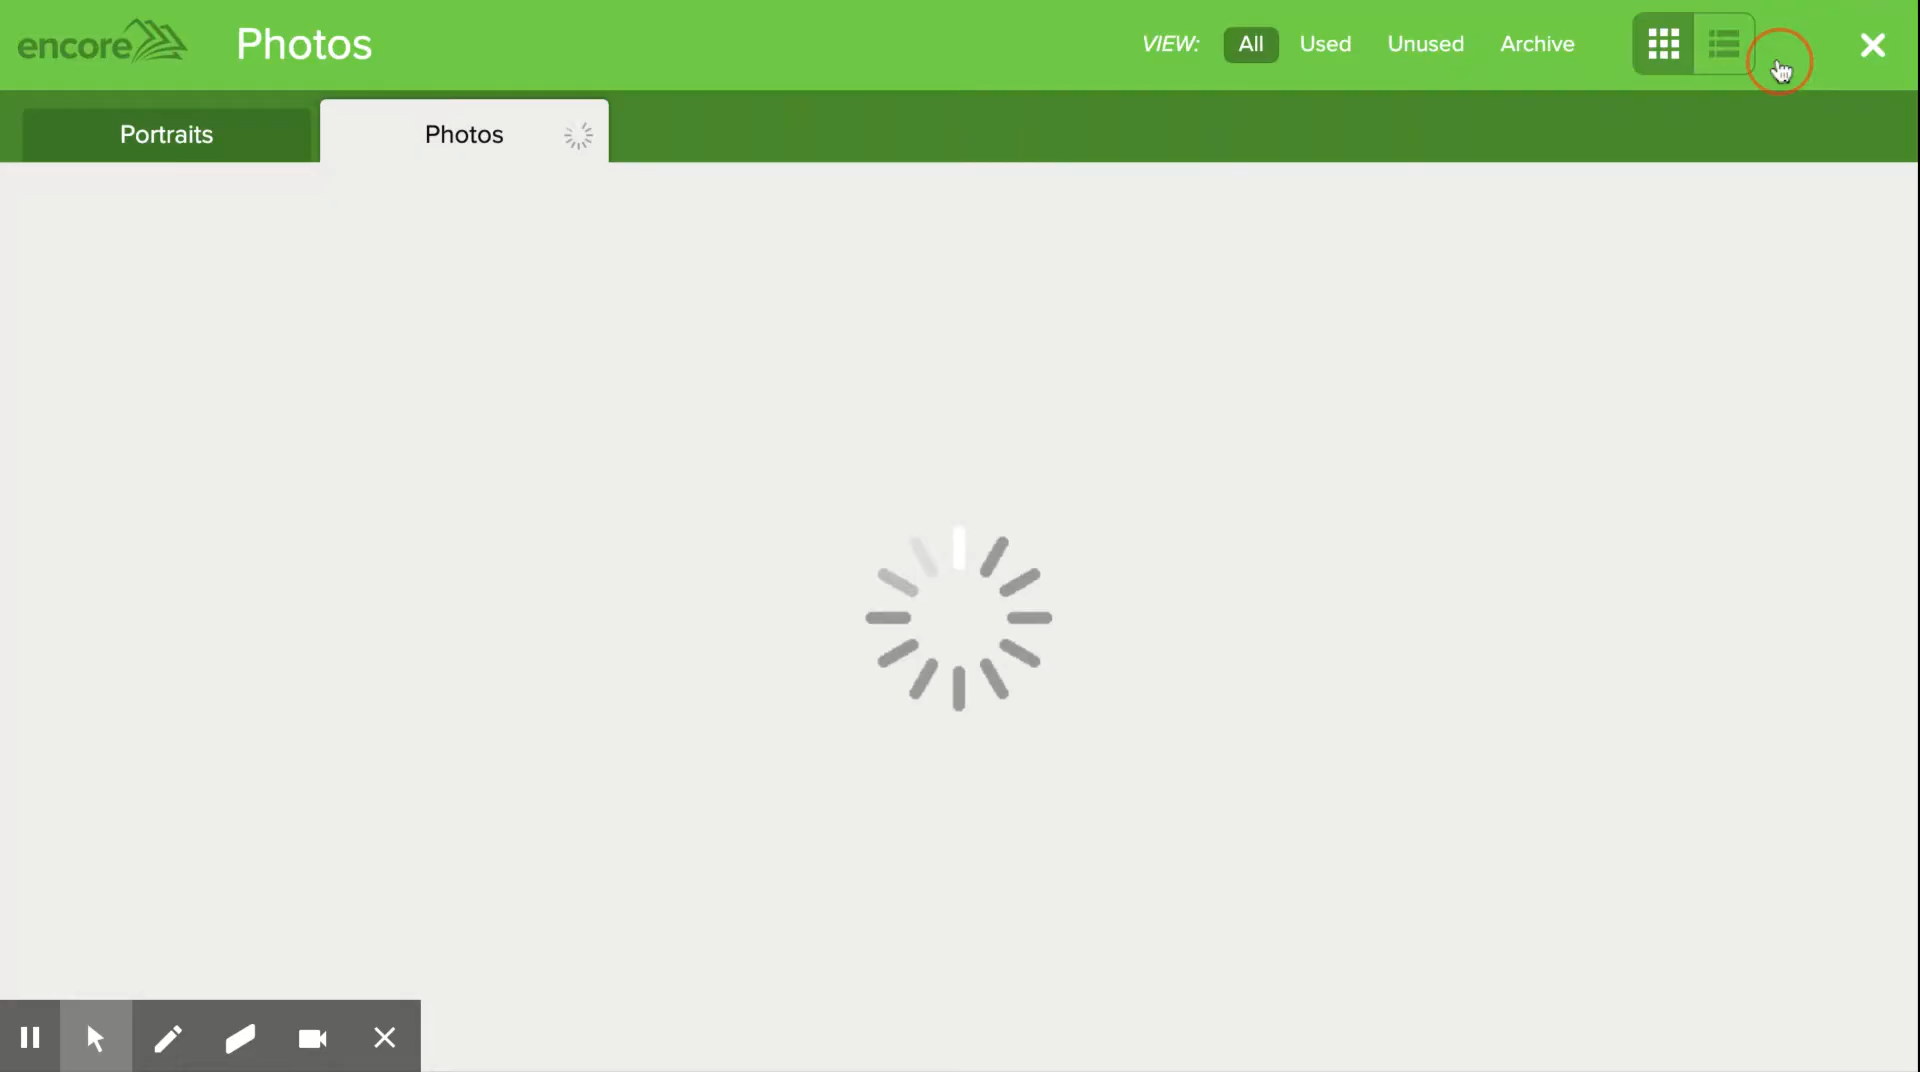 encore
Photos
VIEW: All Used Unused Archive
Portraits
Photos